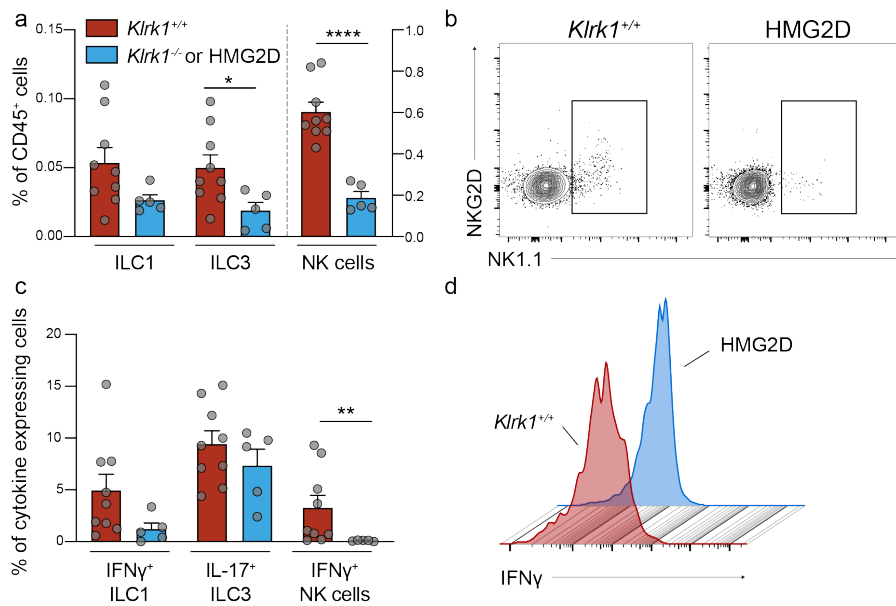 a
Klrk1+/+
Klrk1-/- or HMG2D
% of CD45+ cells
0.15
0.10
0.05
0.00
*
****
1.0
0.8
0.6
0.4
0.2
0.0
ILC1
ILC3
NK cells
b
Klrk1+/+
HMG2D
NKG2D
NK1.1
c
% of cytokine expressing cells
20
15
10
5
0
**
IFNγ+
ILC1
IL-17+
ILC3
IFNγ+
NK cells
d
HMG2D
Klrk1+/+
IFNγ